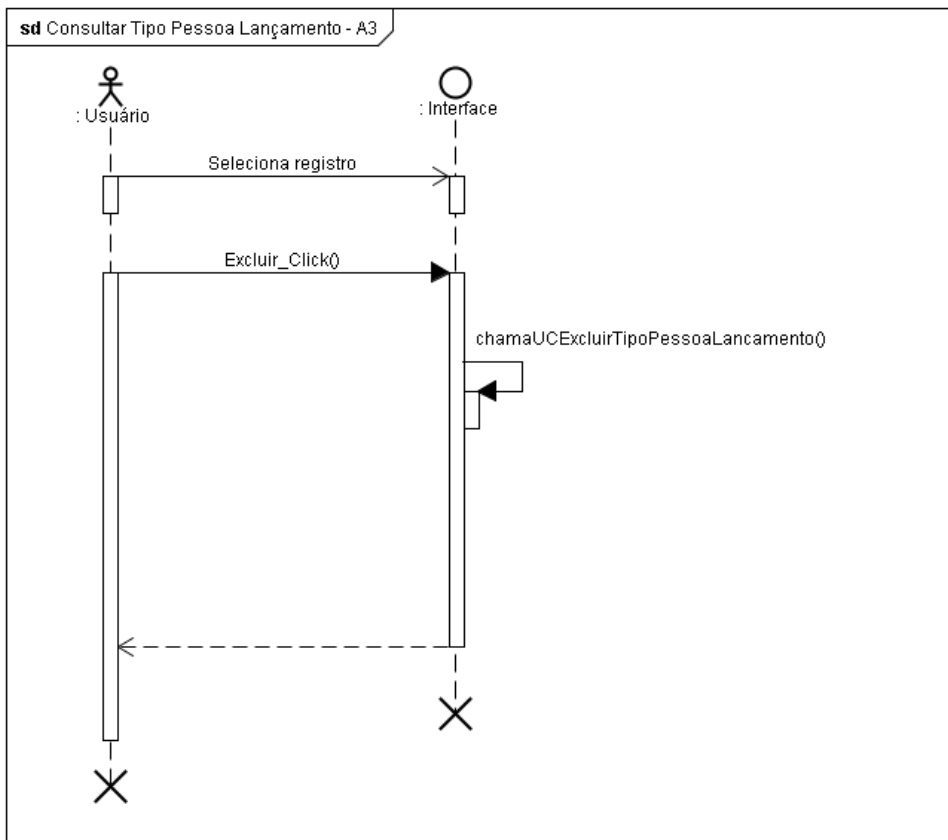 sd Consultar Tipo Pessoa Lançamento - A3
: Usuário
: Interface
Seleciona registro
Excluir_Click()
chamaUCExcluirTipoPessoaLancamento()